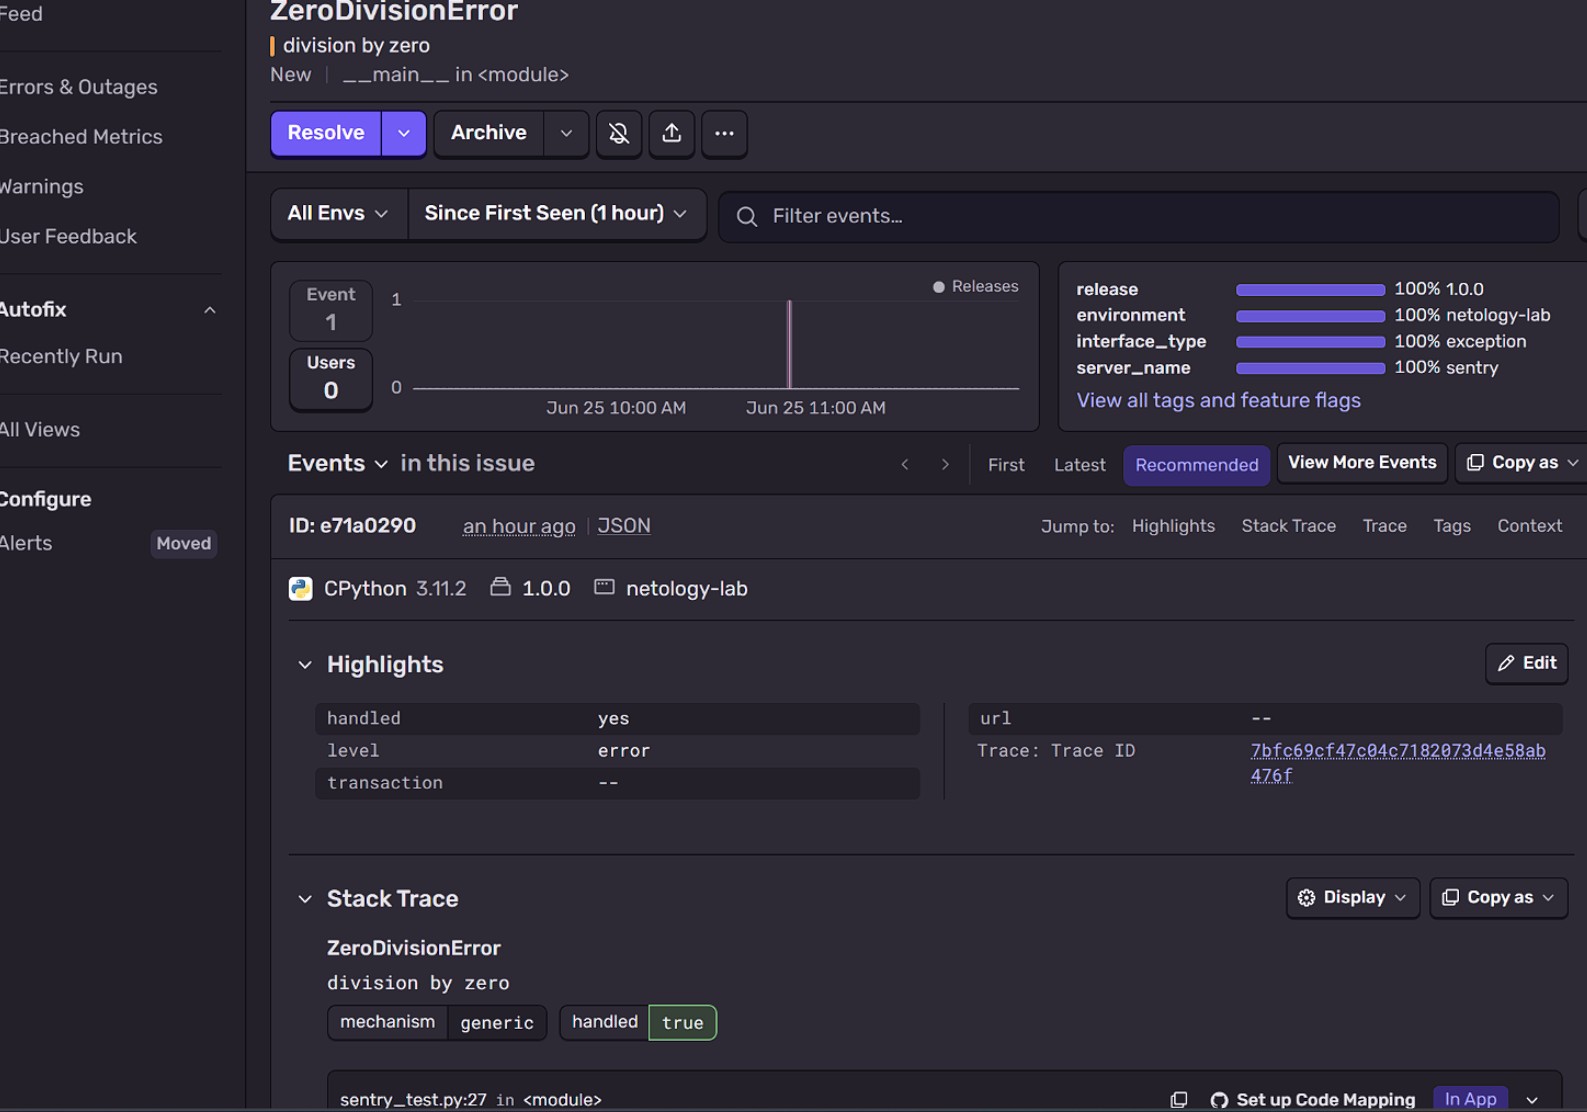 Feed
Errors & Outages
Breached Metrics
Warnings
User Feedback
Autofix
Recently Run
All Views
Configure
Alerts Moved
ZeroDivisionError
division by zero
New __main__ in <module>
Resolve Archive
All Envs Since First Seen (1 hour) Filter events...
Event
1
Users
0
1
0
Releases
Jun 25 10:00 AM Jun 25 11:00 AM
release 100% 1.0.0
environment 100% netology-lab
interface_type 100% exception
server_name 100% sentry
View all tags and feature flags
Events in this issue First Latest Recommended View More Events Copy as
ID: e71a0290 an hour ago JSON Jump to: Highlights Stack Trace Trace Tags Context
CPython 3.11.2 1.0.0 netology-lab
Highlights Edit
handled yes
level error
transaction --
url --
Trace: Trace ID 7bfc69cf47c04c7182073d4e58ab
476f
Stack Trace Display Copy as
ZeroDivisionError
division by zero
mechanism generic handled true
sentry_test.py:27 in <module> Set up Code Mapping In App